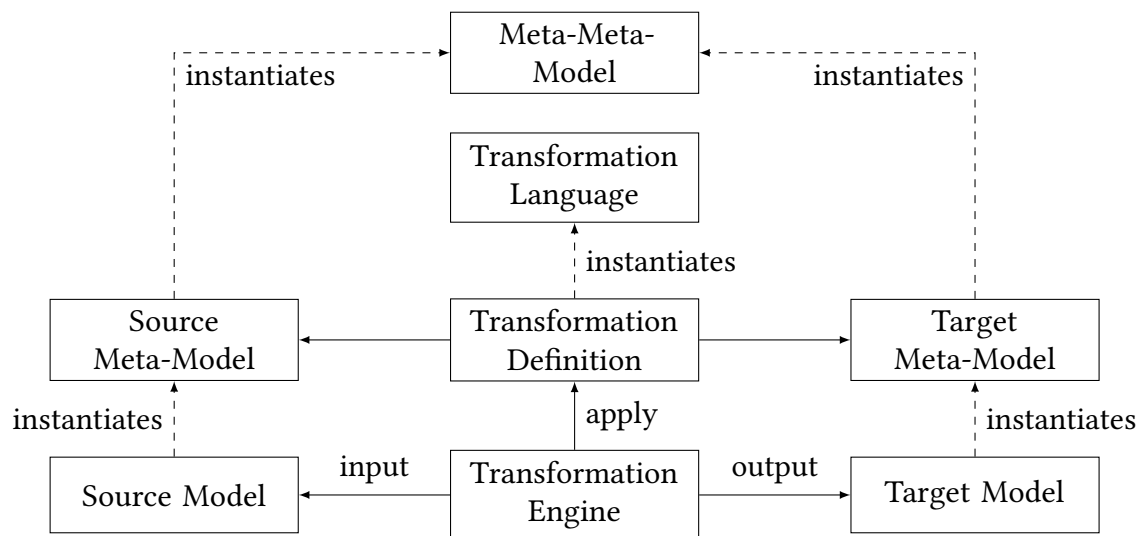 Meta-Meta-
Model
instantiates
instantiates
Transformation
Language
instantiates
Source
Meta-Model
Transformation
Definition
Target
Meta-Model
instantiates
apply
instantiates
Source Model
input
Transformation
Engine
output
Target Model